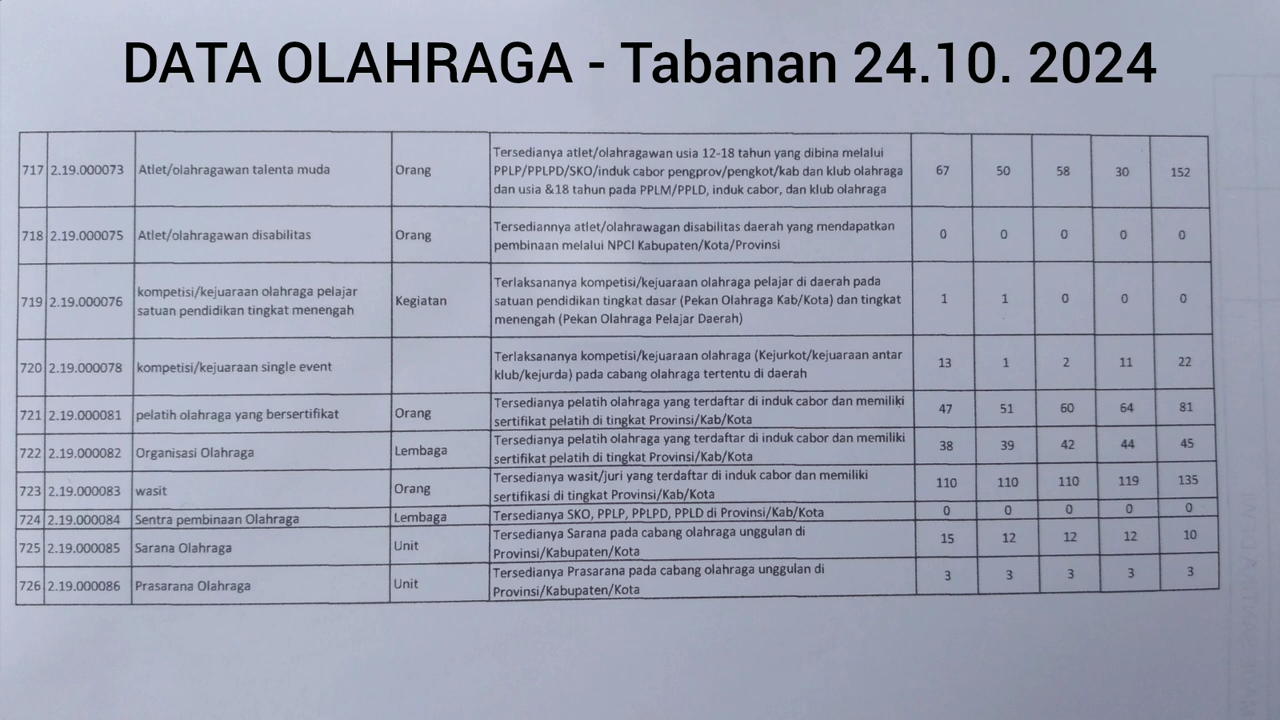 DATA OLAHRAGA - Tabanan 24.10. 2024
717 2.19.000073 Atlet/olahragawan talenta muda Orang Tersedianya atlet/olahragawan usia 12-18 tahun yang dibina melalui
PPLP/PPLPD/SKO/induk cabor pengprov/pengkot/kab dan klub olahraga
dan usia &18 tahun pada PPLM/PPLD, induk cabor, dan klub olahraga
67 50 58 30 152
718 2.19.000075 Atlet/olahragawan disabilitas Orang Tersediannya atlet/olahrawagan disabilitas daerah yang mendapatkan
pembinaan melalui NPCI Kabupaten/Kota/Provinsi
0 0 0 0 0
719 2.19.000076 kompetisi/kejuaraan olahraga pelajar
satuan pendidikan tingkat menengah
Kegiatan Terlaksananya kompetisi/kejuaraan olahraga pelajar di daerah pada
satuan pendidikan tingkat dasar (Pekan Olahraga Kab/Kota) dan tingkat
menengah (Pekan Olahraga Pelajar Daerah)
1 1 0 0 0
720 2.19.000078 kompetisi/kejuaraan single event Terlaksananya kompetisi/kejuaraan olahraga (Kejurkot/kejuaraan antar
klub/kejurda) pada cabang olahraga tertentu di daerah
13 1 2 11 22
721 2.19.000081 pelatih olahraga yang bersertifikat Orang Tersedianya pelatih olahraga yang terdaftar di induk cabor dan memiliki
sertifikat pelatih di tingkat Provinsi/Kab/Kota
47 51 60 64 81
722 2.19.000082 Organisasi Olahraga Lembaga Tersedianya pelatih olahraga yang terdaftar di induk cabor dan memiliki
sertifikat pelatih di tingkat Provinsi/Kab/Kota
38 39 42 44 45
723 2.19.000083 wasit Orang Tersedianya wasit/juri yang terdaftar di induk cabor dan memiliki
sertifikasi di tingkat Provinsi/Kab/Kota
110 110 110 119 135
724 2.19.000084 Sentra pembinaan Olahraga Lembaga Tersedianya SKO, PPLP, PPLPD, PPLD di Provinsi/Kab/Kota 0 0 0 0 0
725 2.19.000085 Sarana Olahraga Unit Tersedianya Sarana pada cabang olahraga unggulan di
Provinsi/Kabupaten/Kota
15 12 12 12 10
726 2.19.000086 Prasarana Olahraga Unit Tersedianya Prasarana pada cabang olahraga unggulan di
Provinsi/Kabupaten/Kota
3 3 3 3 3